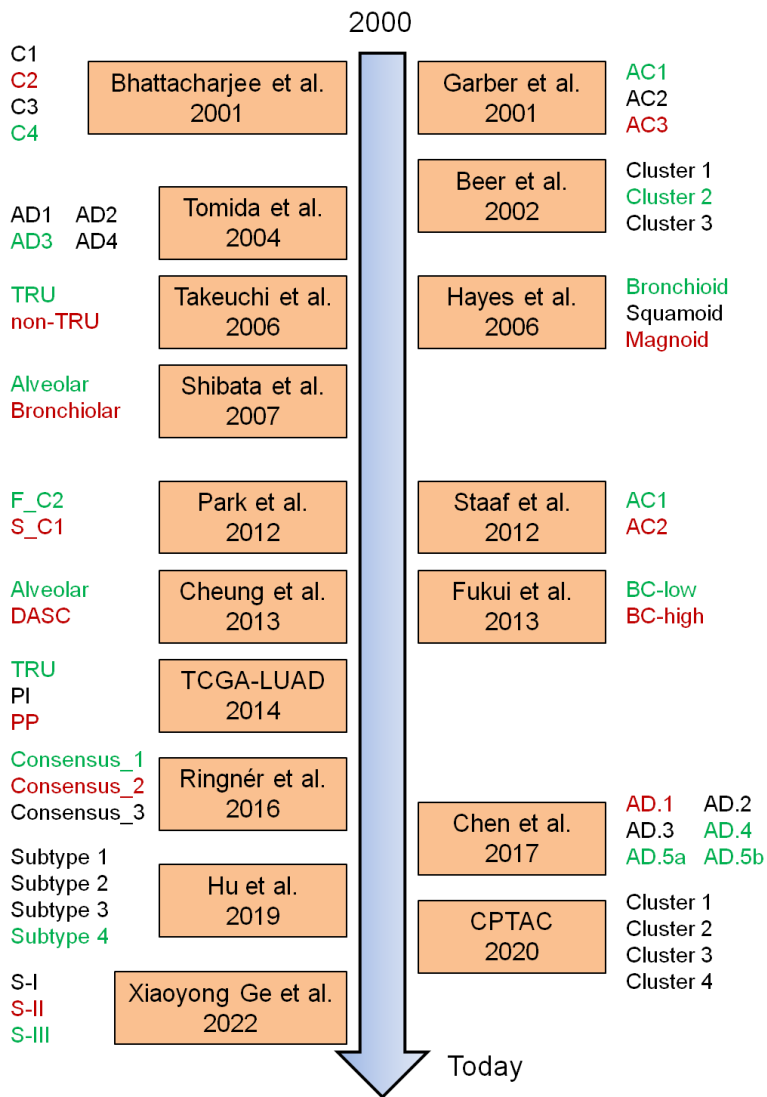 2000
C1
C2
C3
C4
Bhattacharjee et al.
2001
Garber et al.
2001
AC1
AC2
AC3
Beer et al.
2002
Cluster 1
Cluster 2
Cluster 3
AD1 AD2
AD3 AD4
Tomida et al.
2004
TRU
non-TRU
Takeuchi et al.
2006
Hayes et al.
2006
Bronchioid
Squamoid
Magnoid
Alveolar
Bronchiolar
Shibata et al.
2007
F_C2
S_C1
Park et al.
2012
Staaf et al.
2012
AC1
AC2
Alveolar
DASC
Cheung et al.
2013
Fukui et al.
2013
BC-low
BC-high
TRU
PI
PP
TCGA-LUAD
2014
Consensus_1
Consensus_2
Consensus_3
Ringnér et al.
2016
Chen et al.
2017
AD.1 AD.2
AD.3 AD.4
AD.5a AD.5b
Subtype 1
Subtype 2
Subtype 3
Subtype 4
Hu et al.
2019
CPTAC
2020
Cluster 1
Cluster 2
Cluster 3
Cluster 4
S-I
S-II
S-III
Xiaoyong Ge et al.
2022
Today